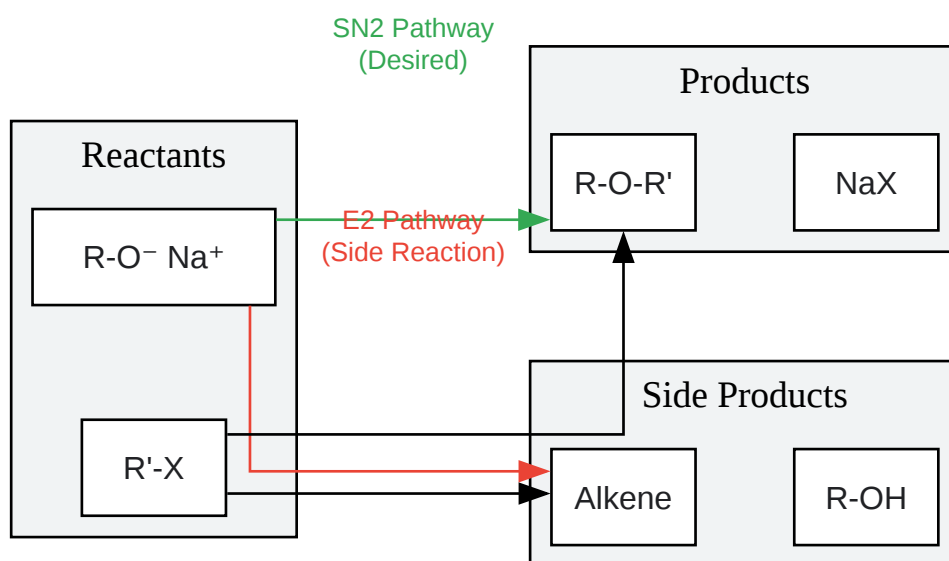 SN2 Pathway
(Desired)
Products
Reactants
R-O-R'
NaX
R-O⁻ Na⁺
E2 Pathway
(Side Reaction)
Side Products
R'-X
Alkene
R-OH